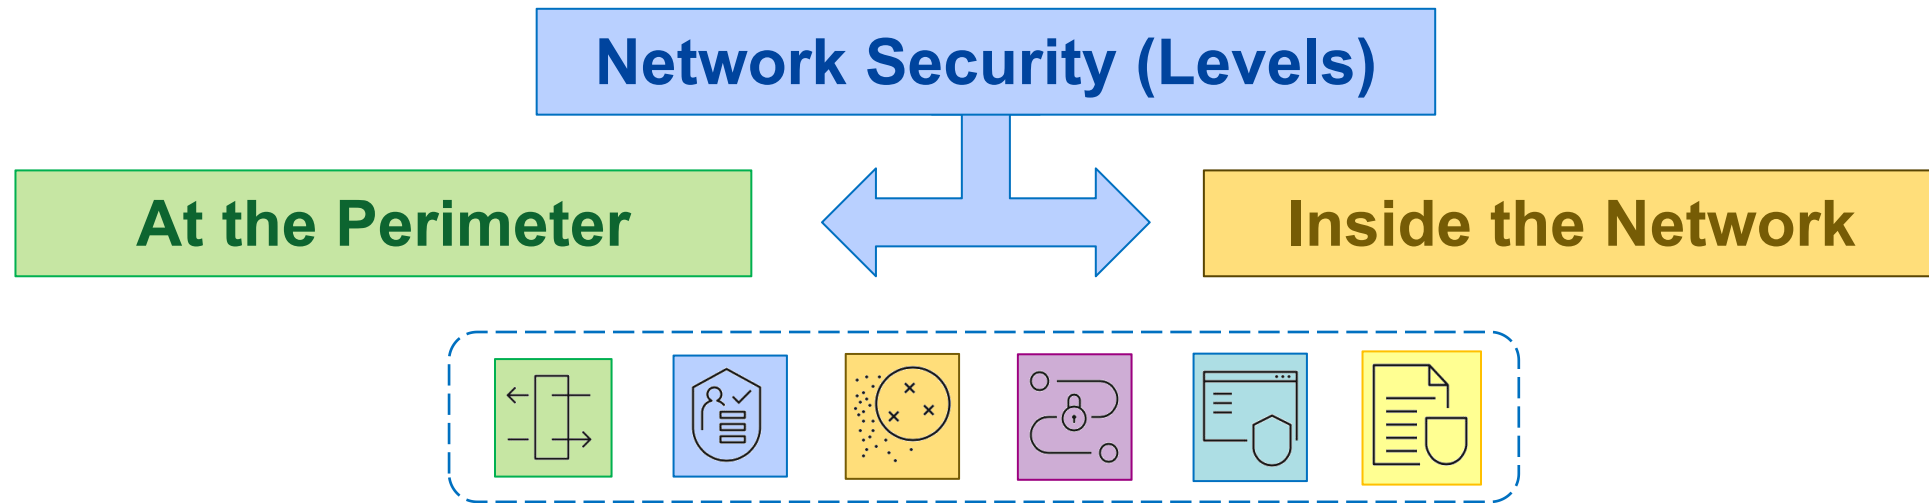 Network Security (Levels)
At the Perimeter
Inside the Network